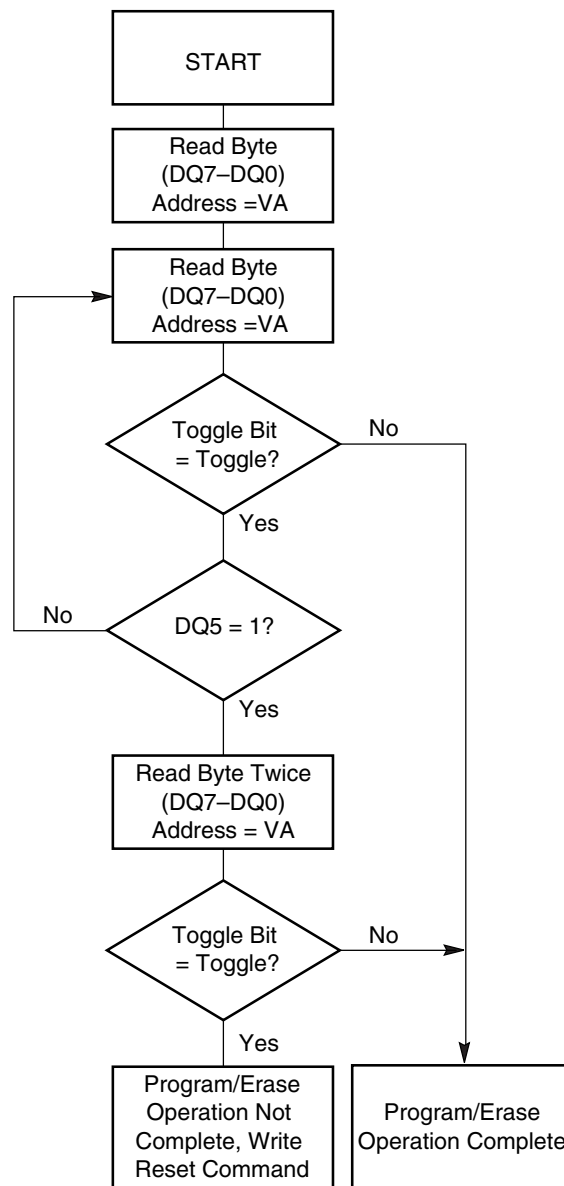 START
Read Byte
(DQ7–DQ0)
Address =VA
Read Byte
(DQ7–DQ0)
Address =VA
Toggle Bit
= Toggle?
No
Yes
DQ5 = 1?
No
Yes
Read Byte Twice
(DQ7–DQ0)
Address = VA
Toggle Bit
= Toggle?
No
Yes
Program/Erase
Operation Not
Complete, Write
Reset Command
Program/Erase
Operation Complete